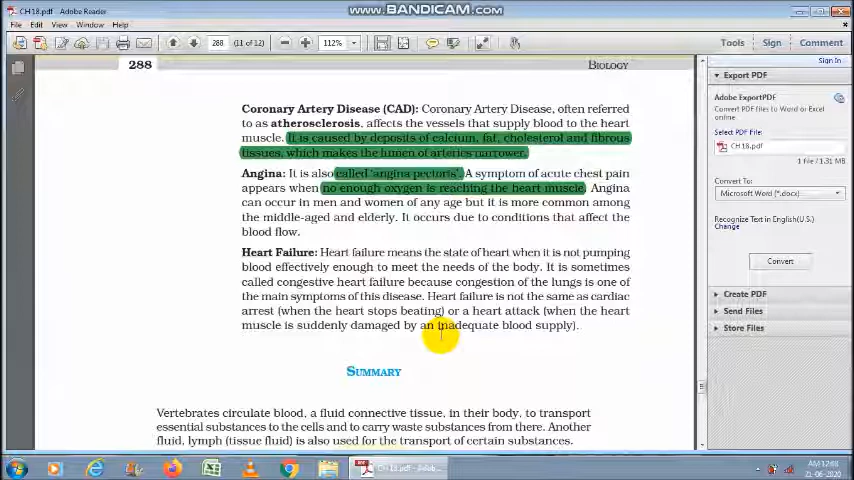 CH 18.pdf - Adobe Reader
WWW.BANDICAM.COM
File Edit View Window Help
288 (11 of 12) 112% Tools Sign Comment
Sign In
288 BIOLOGY
Export PDF
Adobe ExportPDF
Convert PDF files to Word or Excel
online.
Select PDF File:
CH 18.pdf
1 file / 1.31 MB
Convert To:
Microsoft Word (*.docx)
Recognize Text in English(U.S.)
Change
Convert
Create PDF
Send Files
Store Files
Coronary Artery Disease (CAD): Coronary Artery Disease, often referred
to as atherosclerosis, affects the vessels that supply blood to the heart
muscle. It is caused by deposits of calcium, fat, cholesterol and fibrous
tissues, which makes the lumen of arteries narrower.
Angina: It is also called 'angina pectoris'. A symptom of acute chest pain
appears when no enough oxygen is reaching the heart muscle. Angina
can occur in men and women of any age but it is more common among
the middle-aged and elderly. It occurs due to conditions that affect the
blood flow.
Heart Failure: Heart failure means the state of heart when it is not pumping
blood effectively enough to meet the needs of the body. It is sometimes
called congestive heart failure because congestion of the lungs is one of
the main symptoms of this disease. Heart failure is not the same as cardiac
arrest (when the heart stops beating) or a heart attack (when the heart
muscle is suddenly damaged by an inadequate blood supply).
SUMMARY
Vertebrates circulate blood, a fluid connective tissue, in their body, to transport
essential substances to the cells and to carry waste substances from there. Another
fluid, lymph (tissue fluid) is also used for the transport of certain substances.
CH 18.pdf - Adob...
21-06-2020